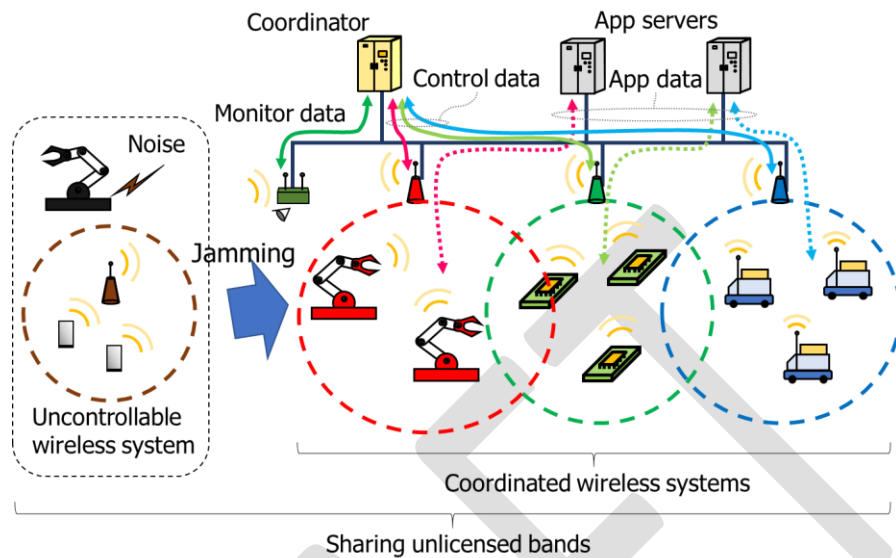 Coordinator
App servers
Control data
App data
Monitor data
Noise
Jamming
Uncontrollable
wireless system
Coordinated wireless systems
Sharing unlicensed bands